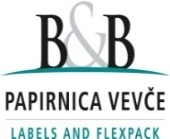 B&B
PAPIRNICA VEVČE
LABELS AND FLEXPACK